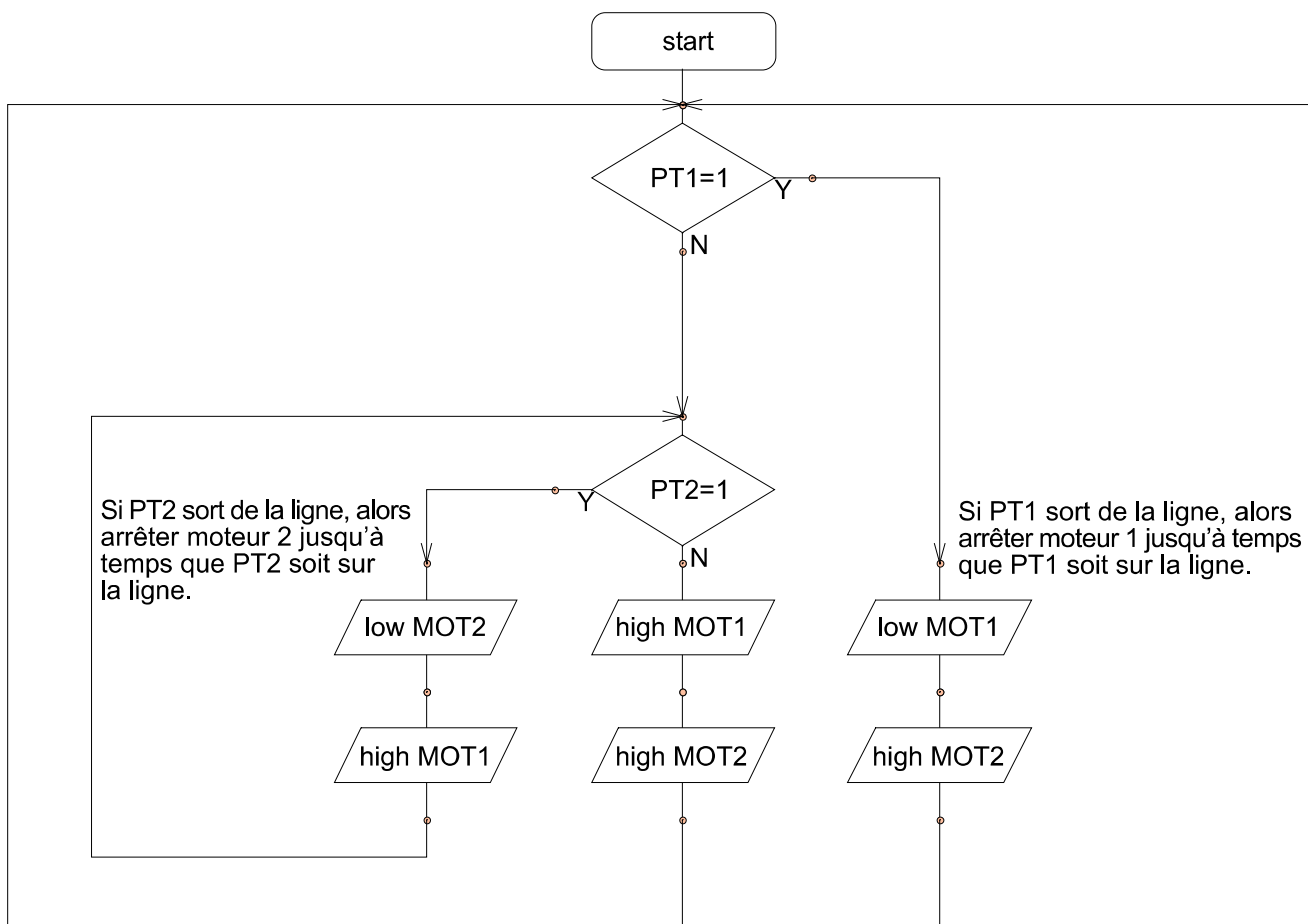 start
PT1=1
Y
N
PT2=1
Y
N
Si PT2 sort de la ligne, alors
arrêter moteur 2 jusqu'à
temps que PT2 soit sur
la ligne.
Si PT1 sort de la ligne, alors
arrêter moteur 1 jusqu'à temps
que PT1 soit sur la ligne.
low MOT2
high MOT1
low MOT1
high MOT1
high MOT2
high MOT2